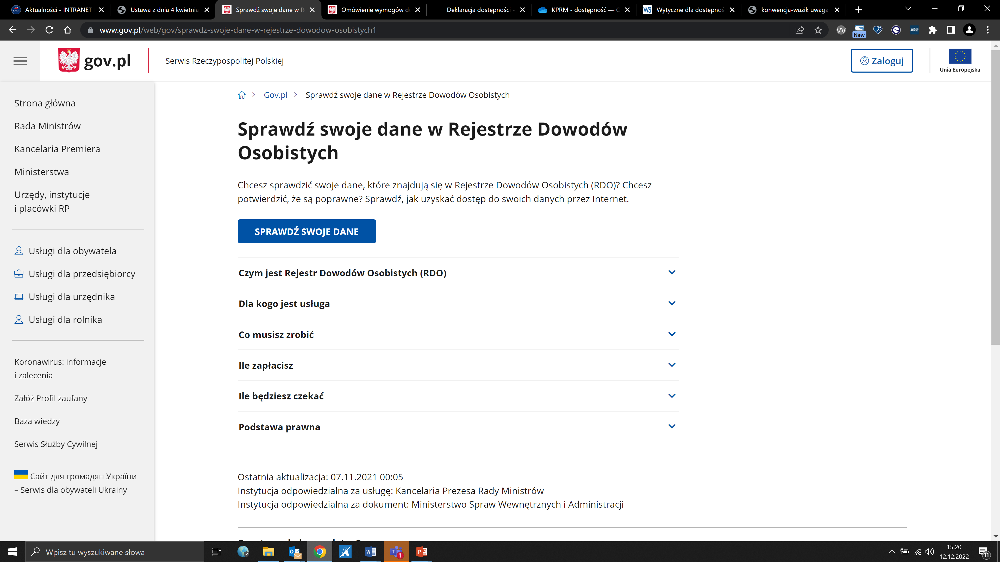 Aktualności - INTRANET
Ustawa z dnia 4 kwietnia
Sprawdź swoje dane w R
Omówienie wymogów do
Deklaracja dostępności -
KPRM - dostępność —
Wytyczne dla dostępnoś
konwencja-wazik uwaga
www.gov.pl/web/gov/sprawdz-swoje-dane-w-rejestrze-dowodow-osobistych1
New
ARC
gov.pl
Serwis Rzeczypospolitej Polskiej
Zaloguj
Unia Europejska
Strona główna
Rada Ministrów
Kancelaria Premiera
Ministerstwa
Urzędy, instytucje
i placówki RP
Usługi dla obywatela
Usługi dla przedsiębiorcy
Usługi dla urzędnika
Usługi dla rolnika
Koronawirus: informacje
i zalecenia
Załóż Profil zaufany
Baza wiedzy
Serwis Służby Cywilnej
Сайт для громадян України
– Serwis dla obywateli Ukrainy
Gov.pl
Sprawdź swoje dane w Rejestrze Dowodów Osobistych
Sprawdź swoje dane w Rejestrze Dowodów
Osobistych
Chcesz sprawdzić swoje dane, które znajdują się w Rejestrze Dowodów Osobistych (RDO)? Chcesz
potwierdzić, że są poprawne? Sprawdź, jak uzyskać dostęp do swoich danych przez Internet.
SPRAWDŹ SWOJE DANE
Czym jest Rejestr Dowodów Osobistych (RDO)
Dla kogo jest usługa
Co musisz zrobić
Ile zapłacisz
Ile będziesz czekać
Podstawa prawna
Ostatnia aktualizacja: 07.11.2021 00:05
Instytucja odpowiedzialna za usługę: Kancelaria Prezesa Rady Ministrów
Instytucja odpowiedzialna za dokument: Ministerstwo Spraw Wewnętrznych i Administracji
Wpisz tu wyszukiwane słowa
1
15:20
12.12.2022
11